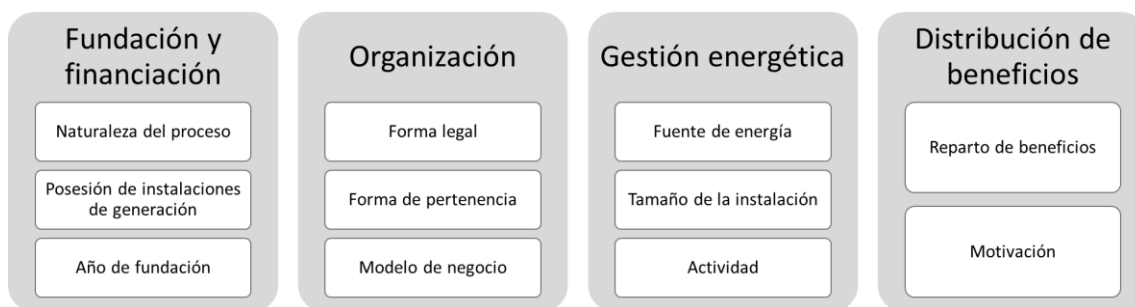 Fundación y
financiación
Naturaleza del proceso
Posesión de instalaciones
de generación
Año de fundación
Organización
Forma legal
Forma de pertenencia
Modelo de negocio
Gestión energética
Fuente de energía
Tamaño de la instalación
Actividad
Distribución de
beneficios
Reparto de beneficios
Motivación